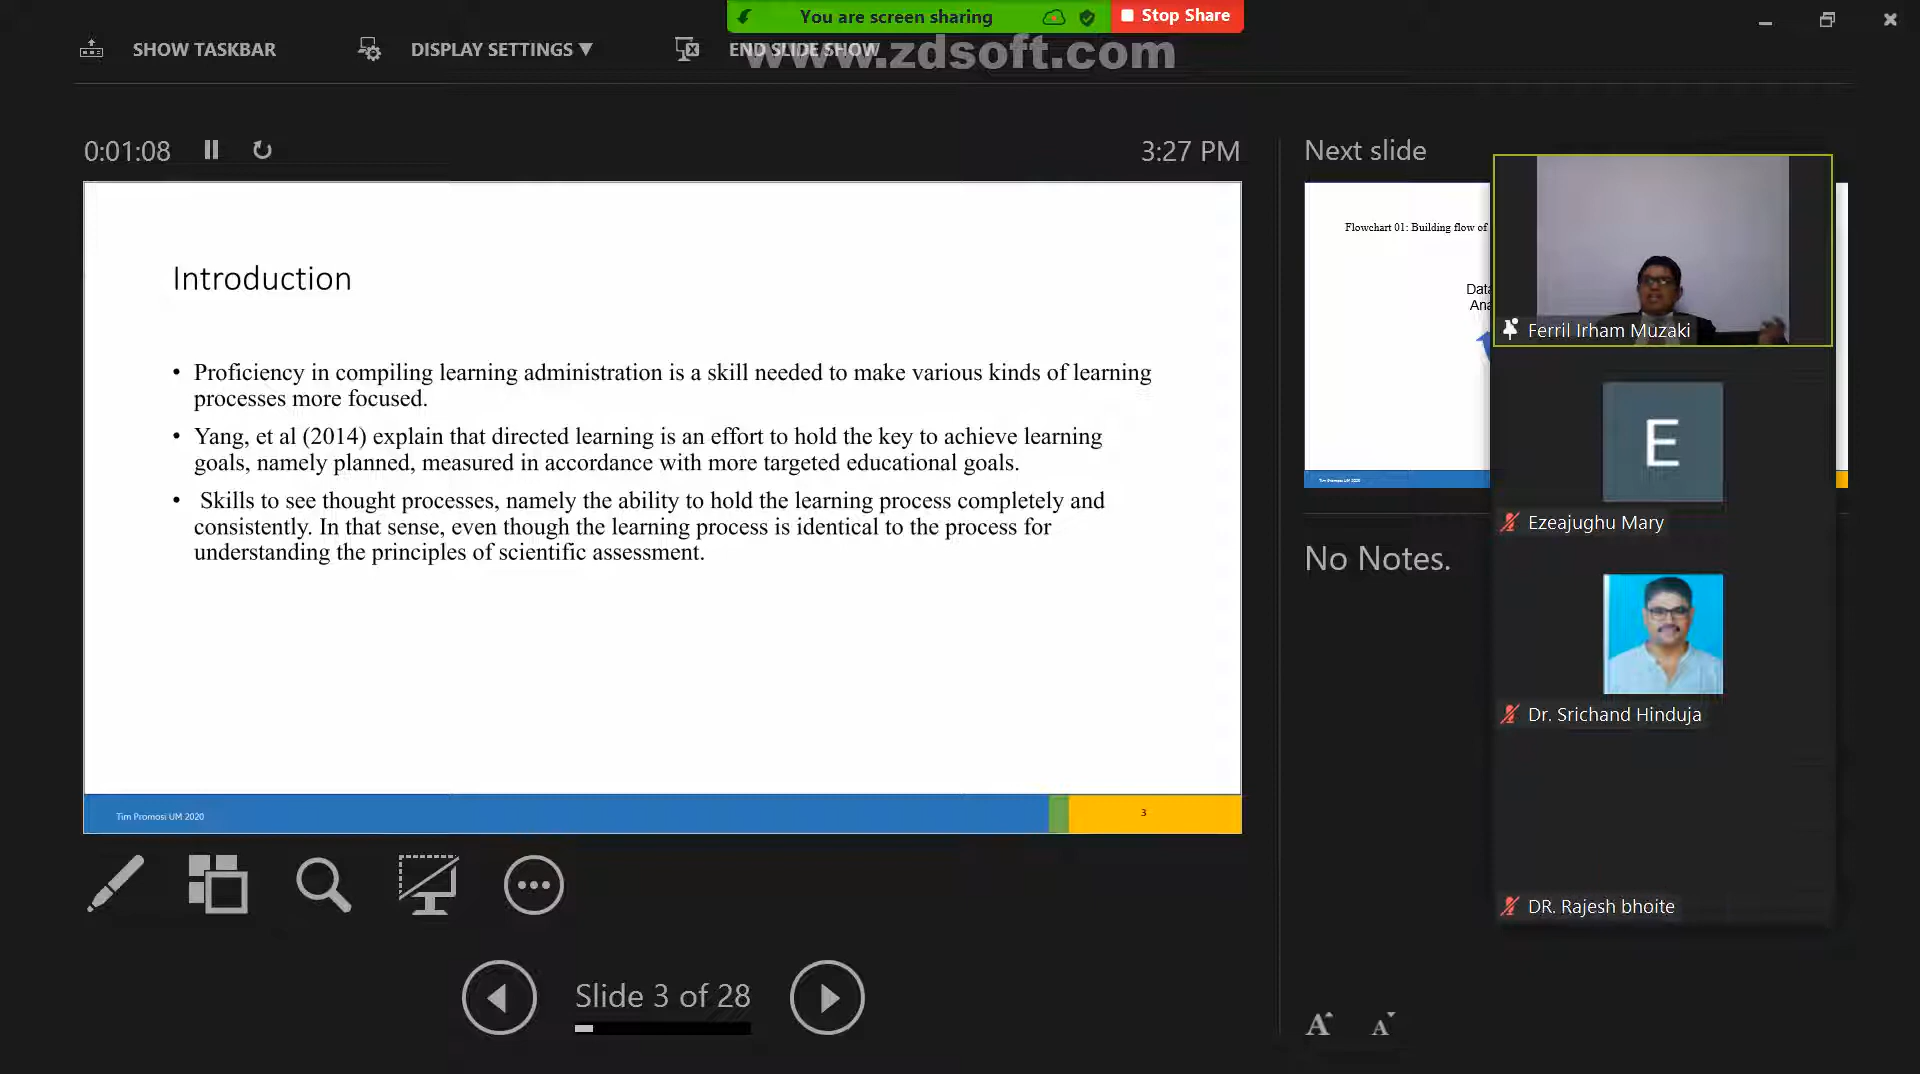 You are screen sharing
Stop Share
SHOW TASKBAR
DISPLAY SETTINGS ▼
END SLIDE SHOW
www.zdsoft.com
0:01:08
3:27 PM
Next slide
Introduction
• Proficiency in compiling learning administration is a skill needed to make various kinds of learning
processes more focused.
• Yang, et al (2014) explain that directed learning is an effort to hold the key to achieve learning
goals, namely planned, measured in accordance with more targeted educational goals.
• Skills to see thought processes, namely the ability to hold the learning process completely and
consistently. In that sense, even though the learning process is identical to the process for
understanding the principles of scientific assessment.
Tim Promosi UM 2020
3
Flowchart 01: Building flow of
Data
Ana
Tim Promosi UM 2020
Ferril Irham Muzaki
E
Ezeajughu Mary
No Notes.
Dr. Srichand Hinduja
DR. Rajesh bhoite
Slide 3 of 28
A
A